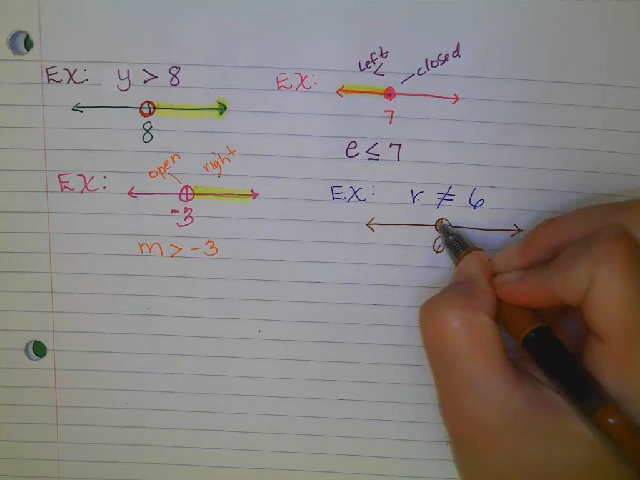 EX: y > 8
8
EX: open right
-3
m > -3
EX: Left closed
7
e ≤ 7
EX: r ≠ 6
6